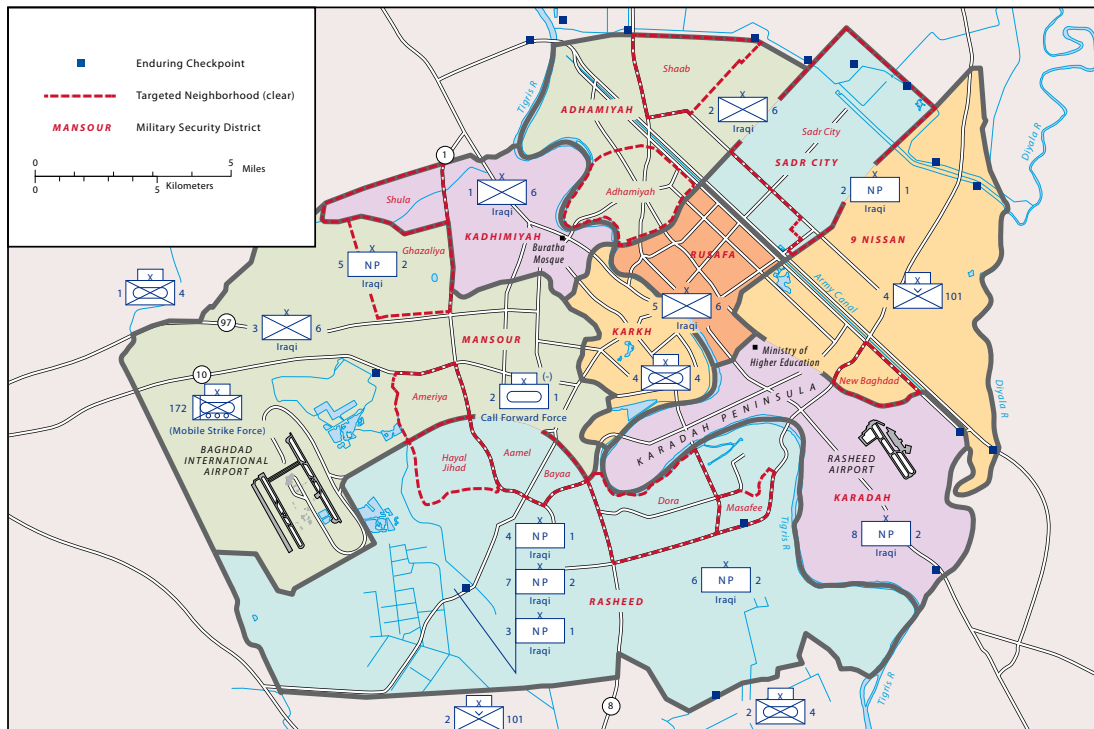 Enduring Checkpoint
Targeted Neighborhood (clear)
MANSOUR Military Security District
0 5 Miles
0 5 Kilometers
Tigris R
Shaab
ADHAMIYAH
X
2 6
Iraqi
Sadr City
SADR CITY
Diyala R
1
X
1 6
Iraqi
Shula
Adhamiyah
X
2 NP 1
Iraqi
KADHIMIYAH
Buratha
Mosque
9 NISSAN
RUSAFA
Ghazaliya
X
5 NP 2
Iraqi
X
1 4
Army Canal
X
4 101
X
5 6
Iraqi
97
X
3 6
Iraqi
MANSOUR
KARKH
Ministry of
Higher Education
10
X
4 4
New Baghdad
X
172
(Mobile Strike Force)
Ameriya
X (-)
2 1
Call Forward Force
KARADAH PENINSULA
Diyala R
BAGHDAD
INTERNATIONAL
AIRPORT
Hayal
Jihad
Aamel
Bayaa
Dora
Masafee
RASHEED
AIRPORT
KARADAH
Tigris R
X
4 NP 1
Iraqi
X
8 NP 2
Iraqi
X
7 NP 2
Iraqi
X
6 NP 2
Iraqi
RASHEED
X
3 NP 1
Iraqi
8
X
2 101
X
2 4
Tigris R